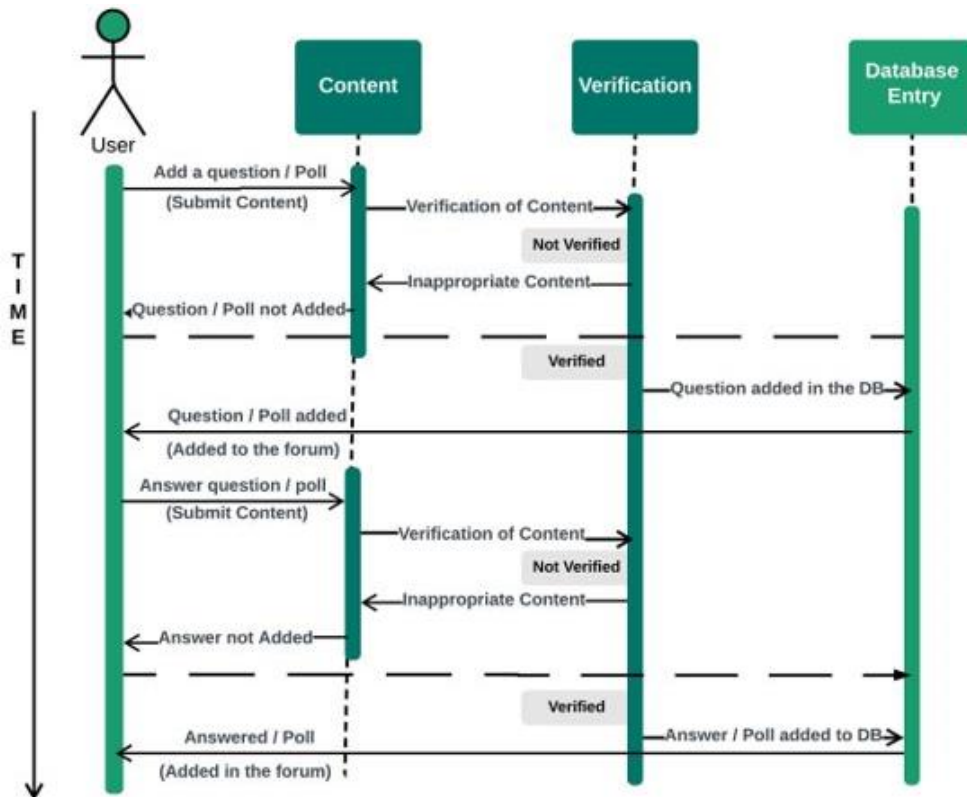 Content
Verification
Database
Entry
User
TIME
Add a question / Poll
(Submit Content)
Verification of Content
Not Verified
Inappropriate Content
Question / Poll not Added
Verified
Question added in the DB
Question / Poll added
(Added to the forum)
Answer question / poll
(Submit Content)
Verification of Content
Not Verified
Inappropriate Content
Answer not Added
Verified
Answer / Poll added to DB
Answered / Poll
(Added in the forum)